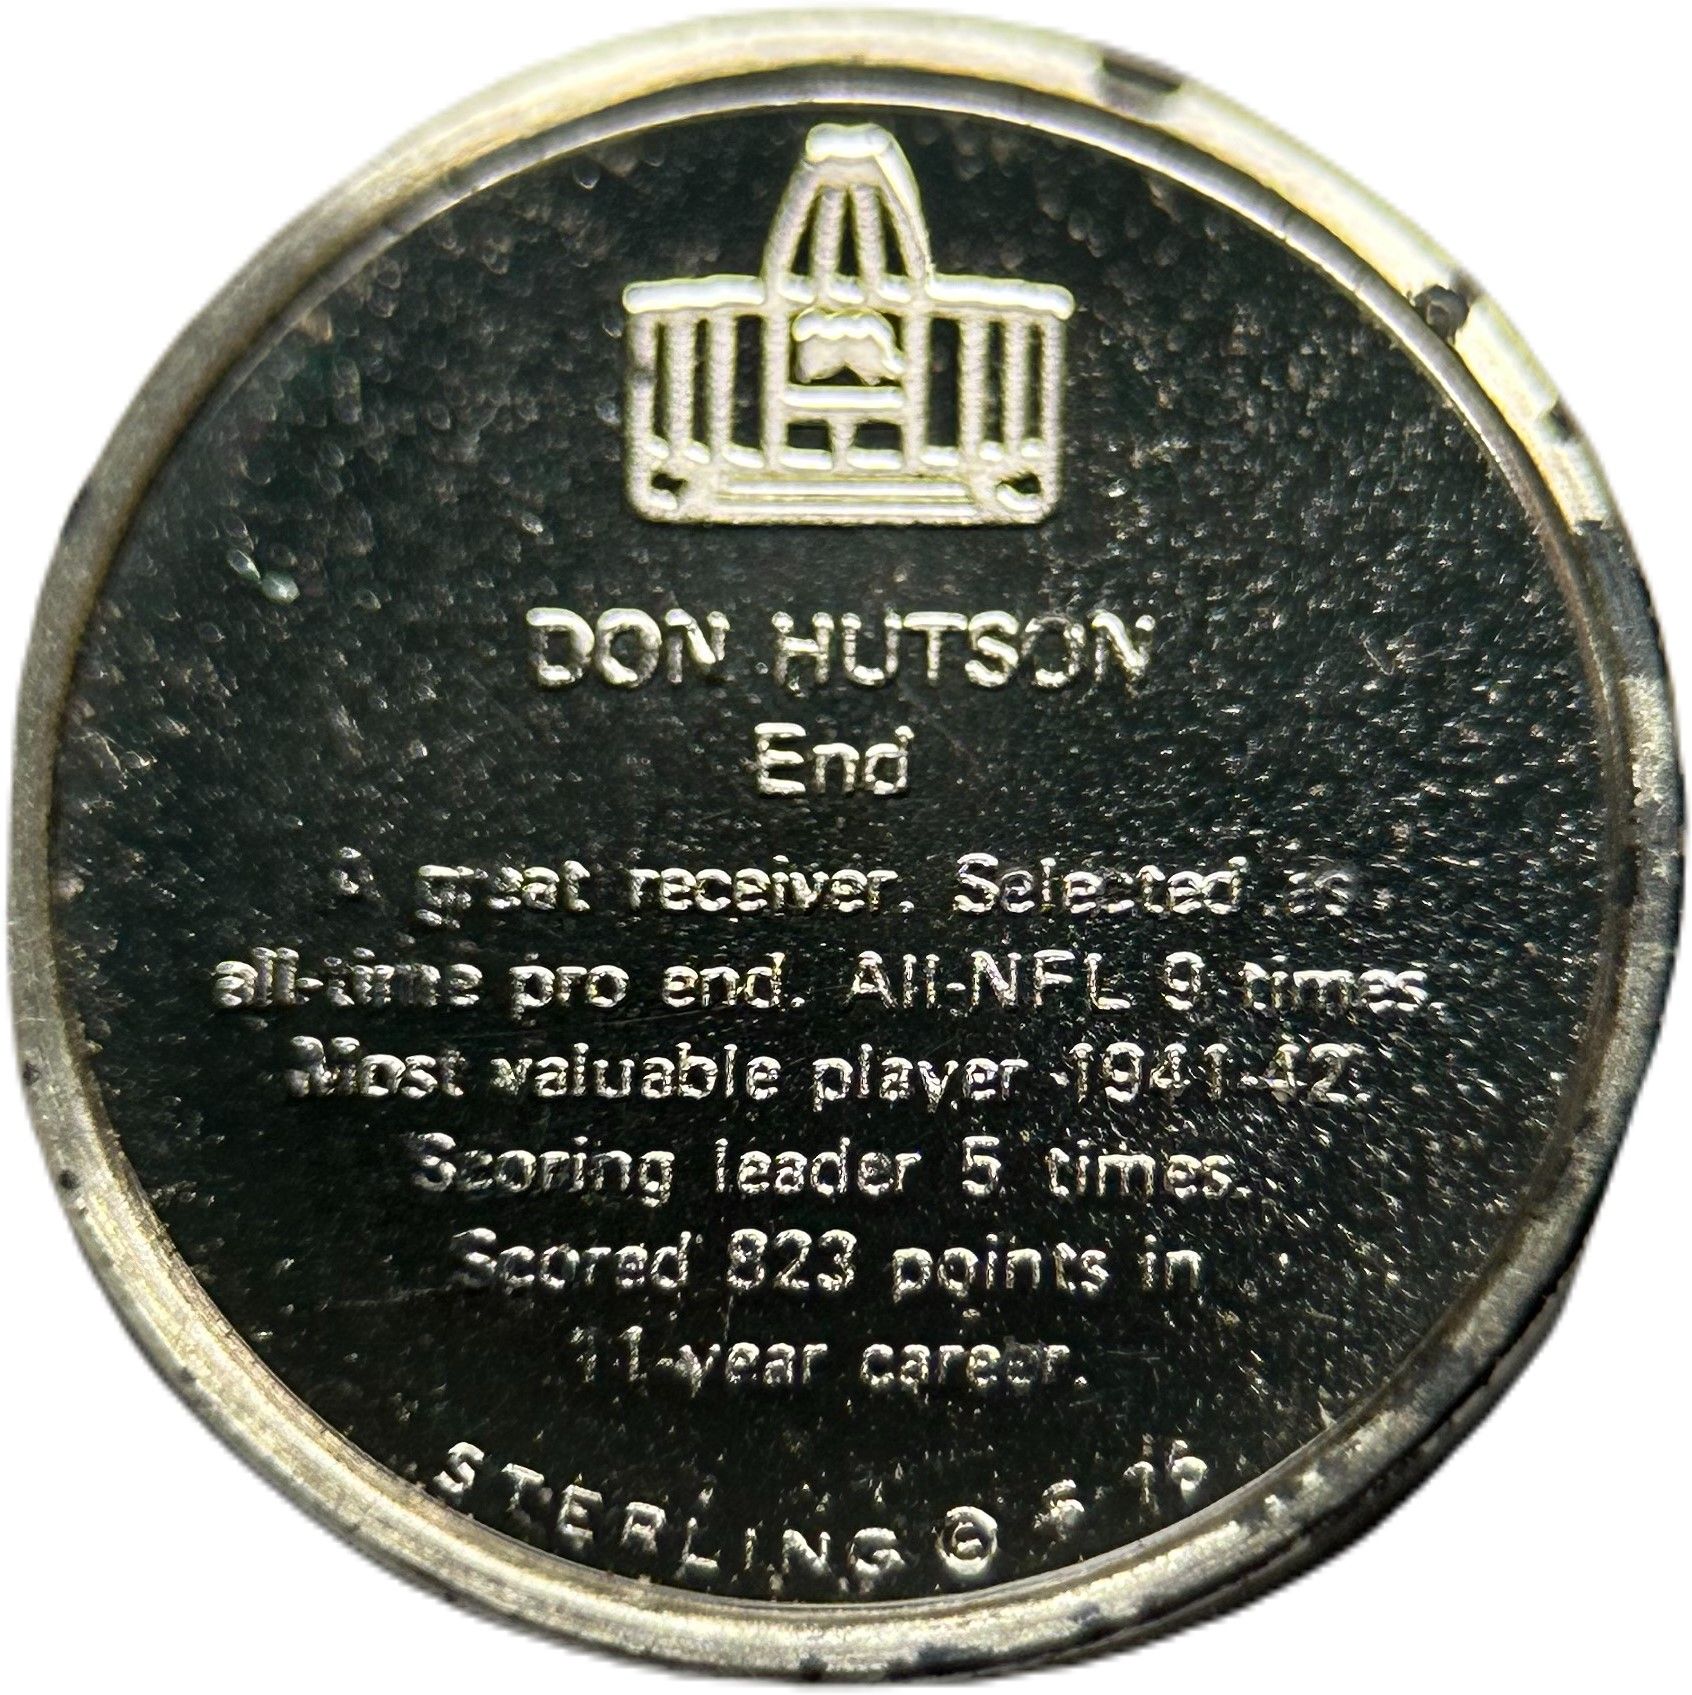 DON HUTSON
End
A great receiver. Selected as
all-time pro end. All-NFL 9 times.
Most valuable player 1941-42.
Scoring leader 5 times.
Scored 823 points in
11-year career.
STERLING ©